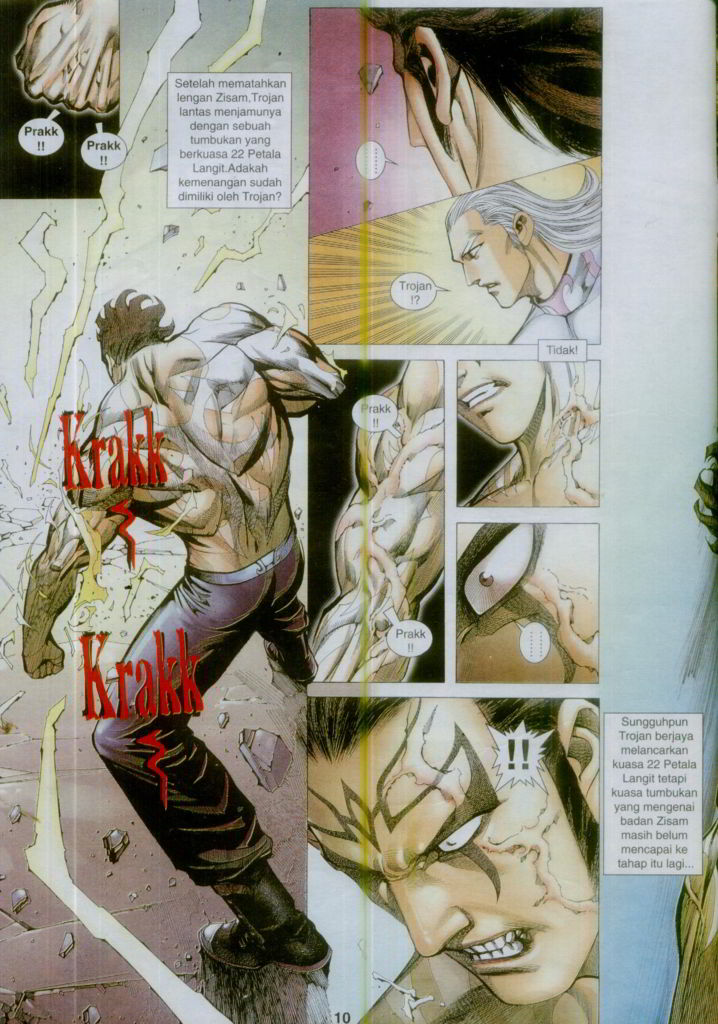 Prakk
!!
Prakk
!!
Setelah mematahkan
lengan Zisam,Trojan
lantas menjamunya
dengan sebuah
tumbukan yang
berkuasa 22 Petala
Langit.Adakah
kemenangan sudah
dimiliki oleh Trojan?
Trojan
!?
Krakk
Krakk
Prakk
!!
Prakk
!!
Tidak!
!!
Sungguhpun
Trojan berjaya
melancarkan
kuasa 22 Petala
Langit tetapi
kuasa tumbukan
yang mengenai
badan Zisam
masih belum
mencapai ke
tahap itu lagi...
10